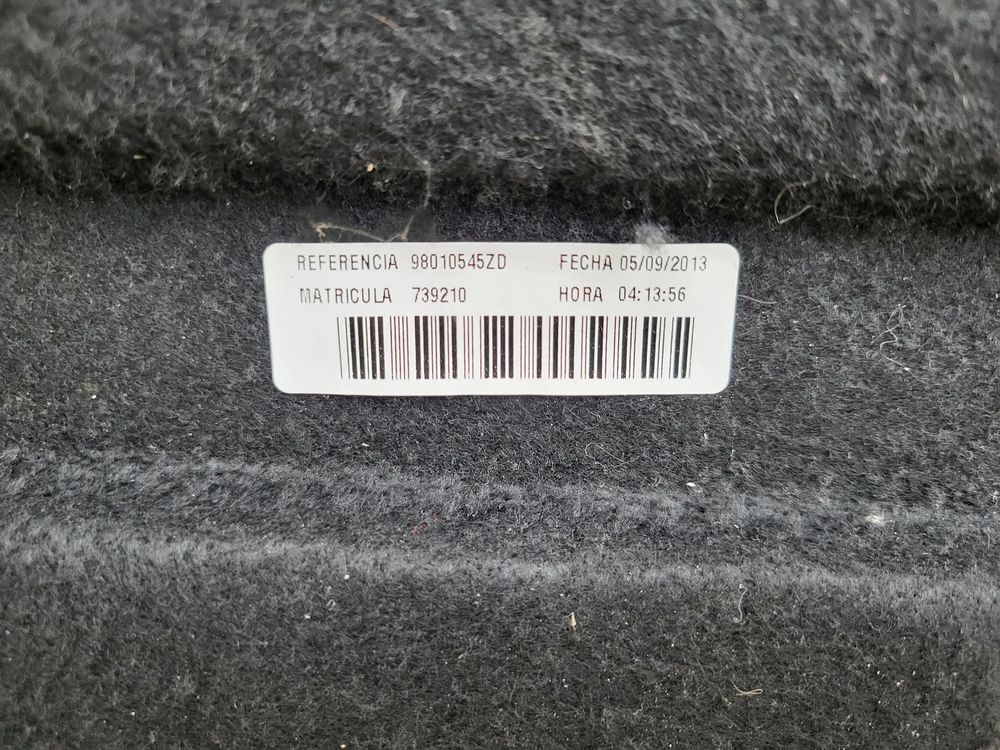 REFERENCIA 98010545ZD FECHA 05/09/2013
MATRICULA 739210 HORA 04:13:56